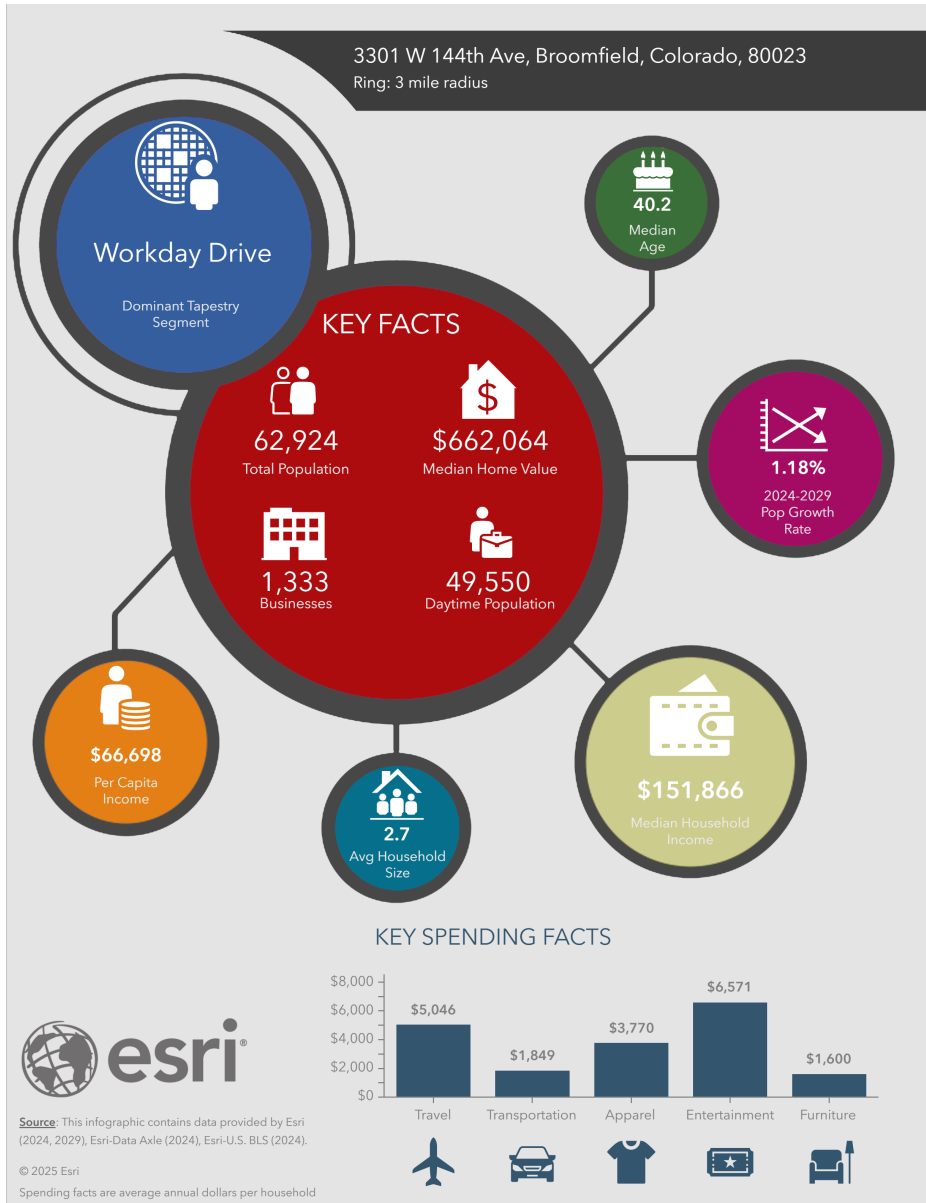 3301 W 144th Ave, Broomfield, Colorado, 80023
Ring: 3 mile radius
Workday Drive
Dominant Tapestry
Segment
40.2
Median
Age
KEY FACTS
62,924
Total Population
$
$662,064
Median Home Value
1,333
Businesses
49,550
Daytime Population
1.18%
2024-2029
Pop Growth
Rate
$66,698
Per Capita
Income
2.7
Avg Household
Size
$151,866
Median Household
Income
KEY SPENDING FACTS
$8,000
$6,000
$4,000
$2,000
$0
$5,046
$1,849
$3,770
$6,571
$1,600
Travel
Transportation
Apparel
Entertainment
Furniture
esri®
Source: This infographic contains data provided by Esri
(2024, 2029), Esri-Data Axle (2024), Esri-U.S. BLS (2024).
© 2025 Esri
Spending facts are average annual dollars per household